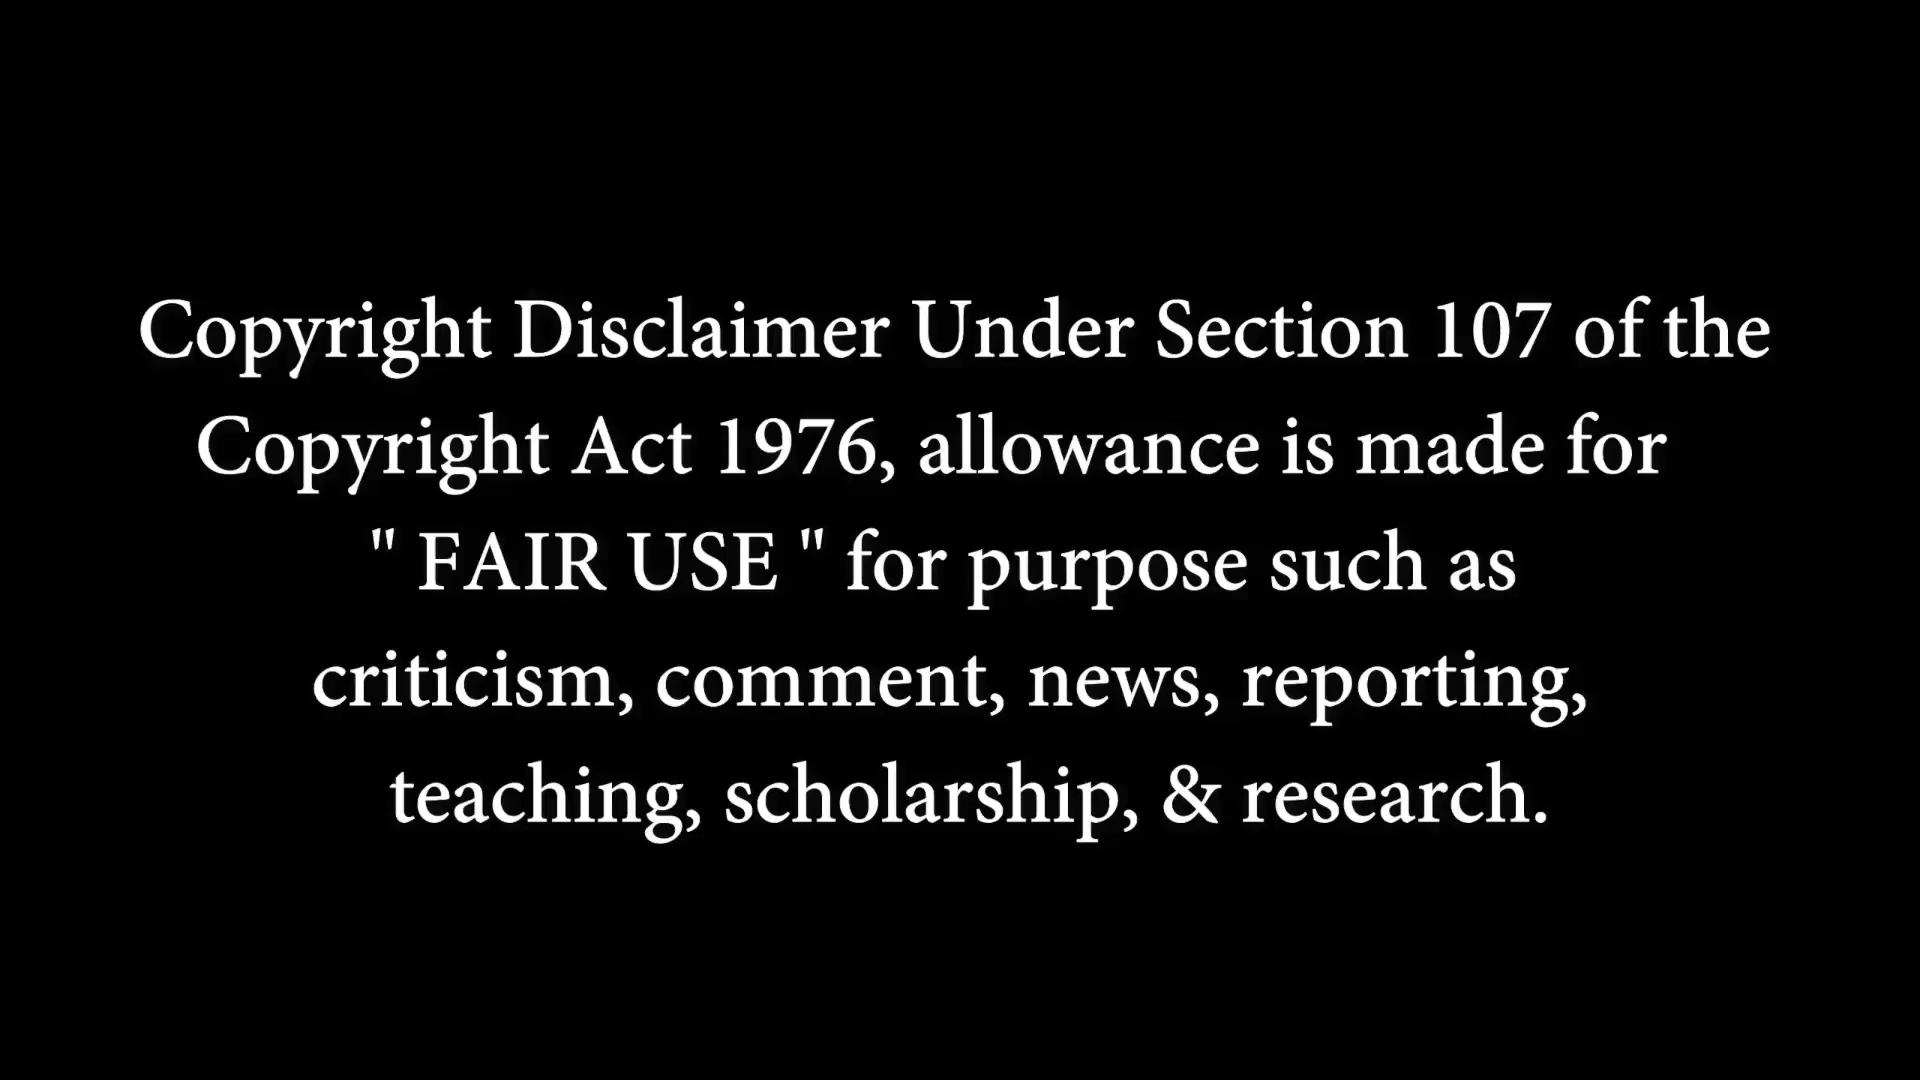 Copyright Disclaimer Under Section 107 of the
Copyright Act 1976, allowance is made for
" FAIR USE " for purpose such as
criticism, comment, news, reporting,
teaching, scholarship, & research.